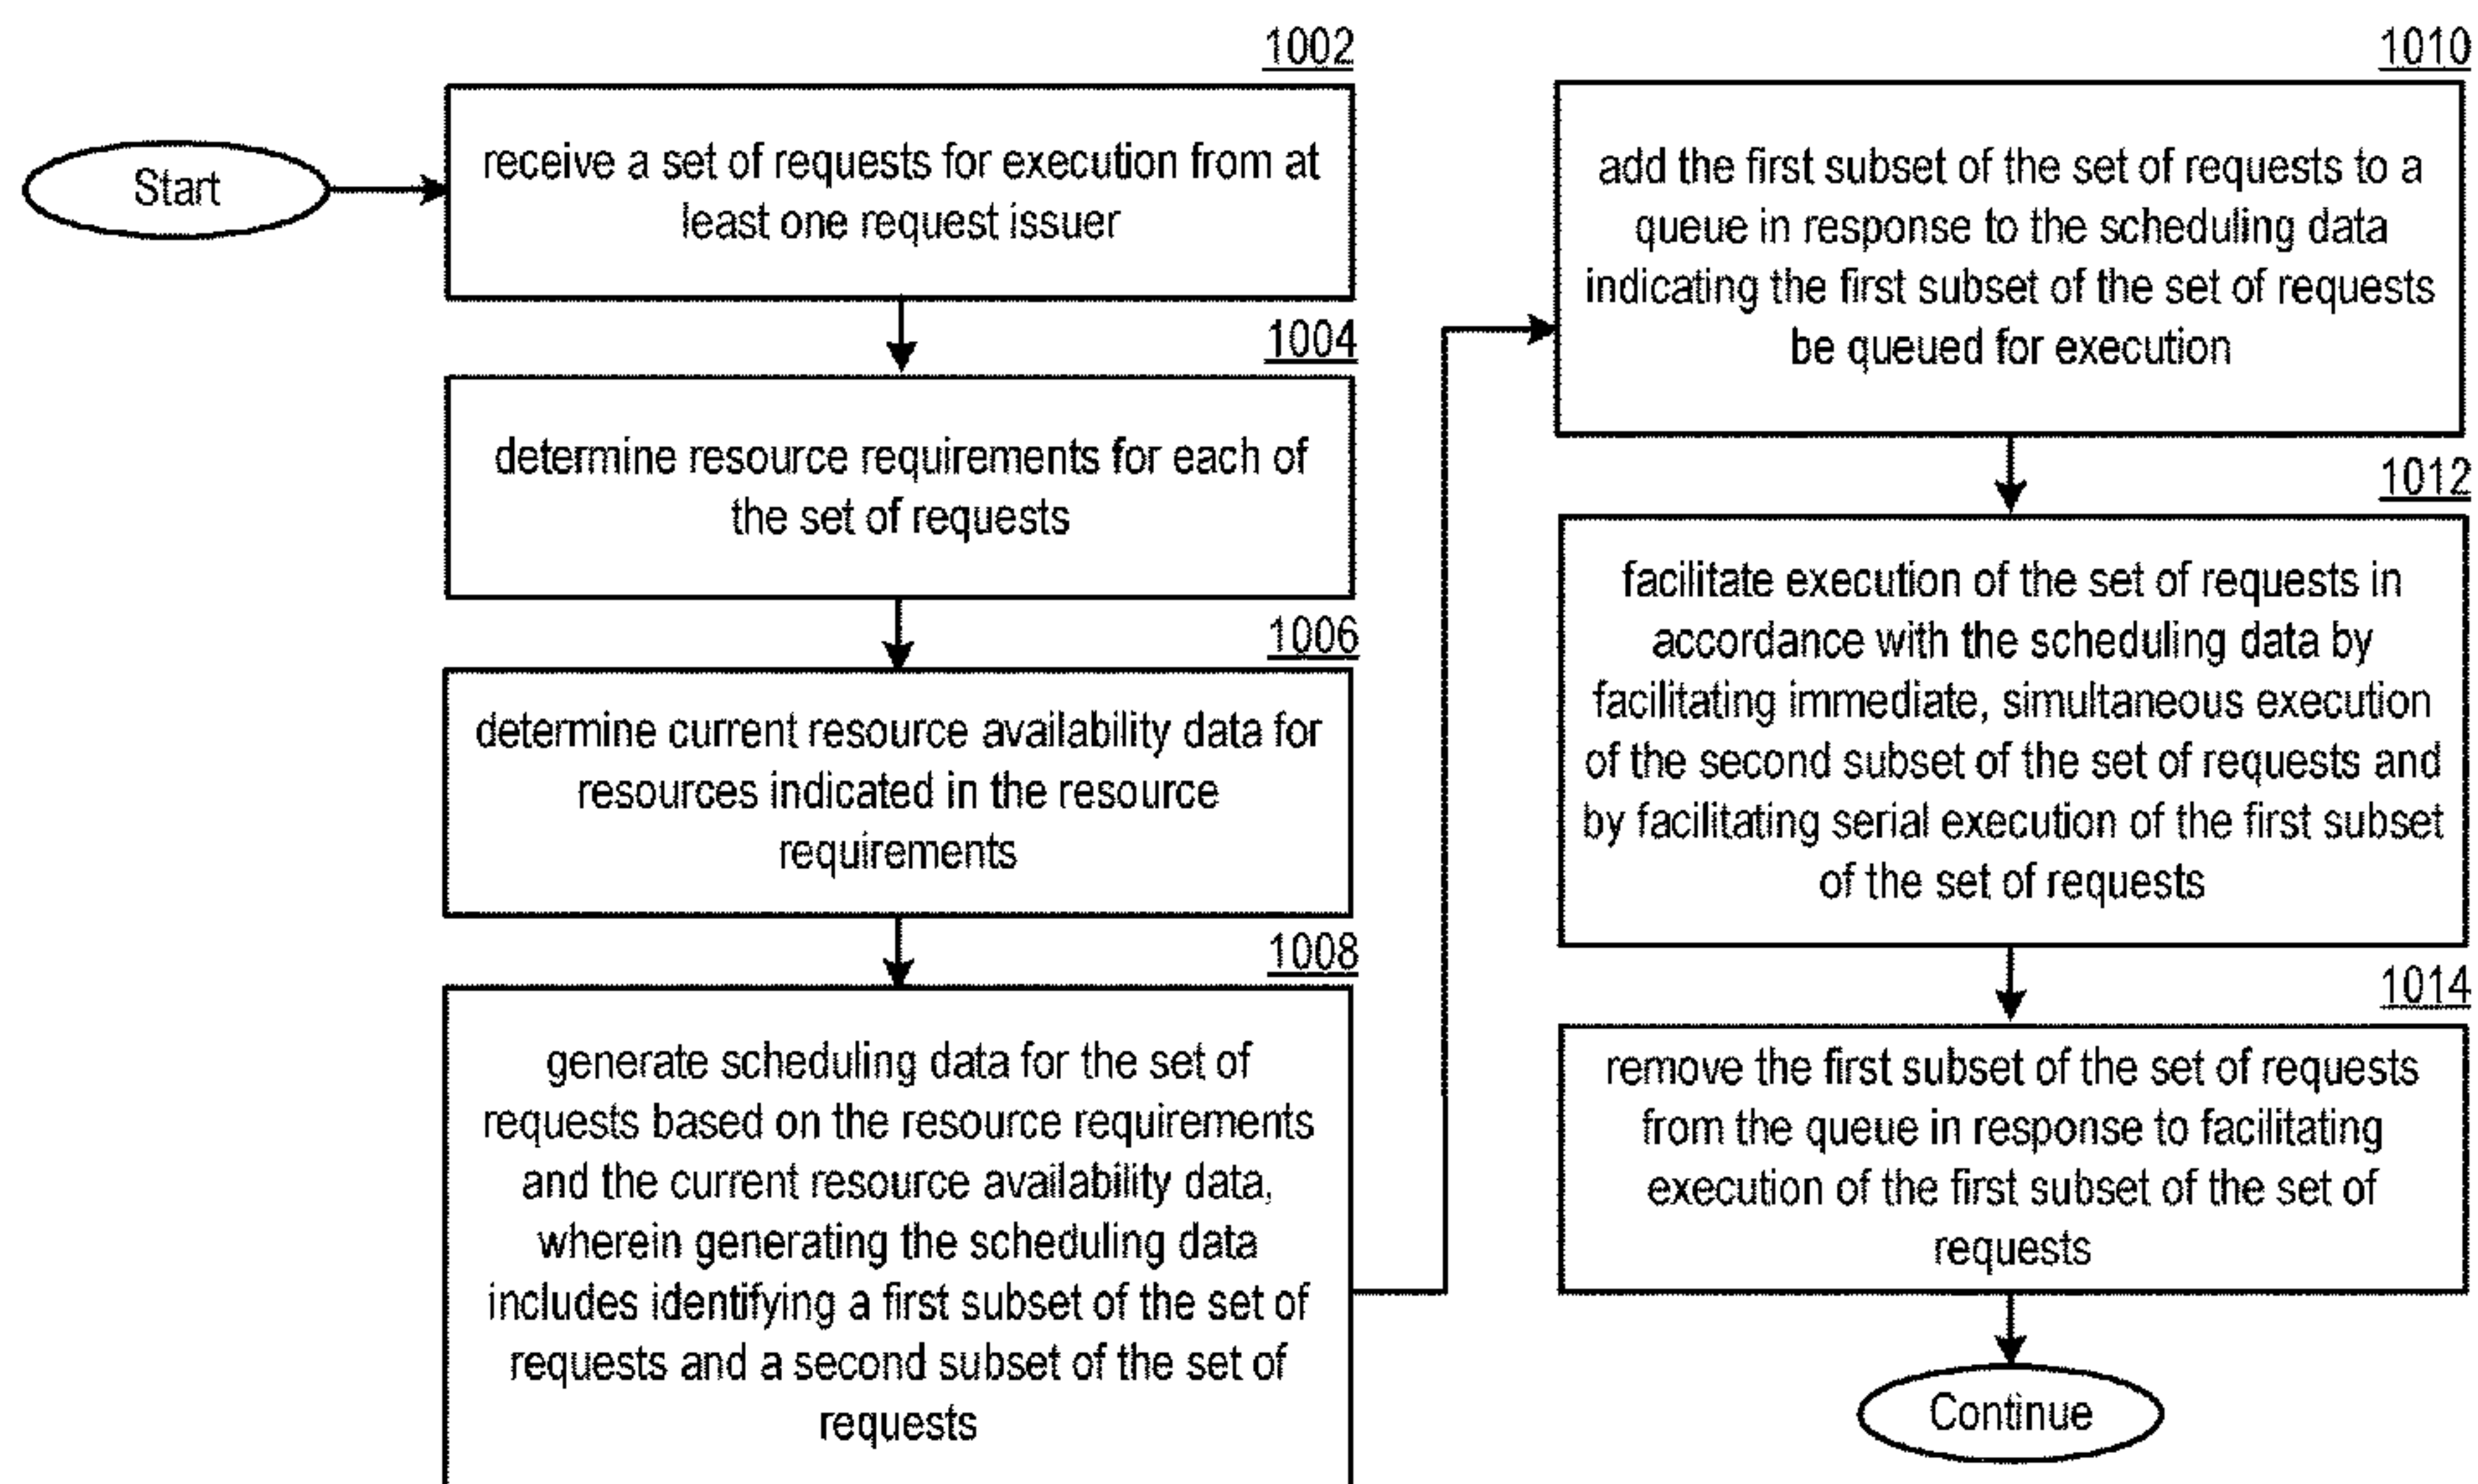 Start
1002
receive a set of requests for execution from at
least one request issuer
1004
determine resource requirements for each of
the set of requests
1006
determine current resource availability data for
resources indicated in the resource
requirements
1008
generate scheduling data for the set of
requests based on the resource requirements
and the current resource availability data,
wherein generating the scheduling data
includes identifying a first subset of the set of
requests and a second subset of the set of
requests
1010
add the first subset of the set of requests to a
queue in response to the scheduling data
indicating the first subset of the set of requests
be queued for execution
1012
facilitate execution of the set of requests in
accordance with the scheduling data by
facilitating immediate, simultaneous execution
of the second subset of the set of requests and
by facilitating serial execution of the first subset
of the set of requests
1014
remove the first subset of the set of requests
from the queue in response to facilitating
execution of the first subset of the set of
requests
Continue